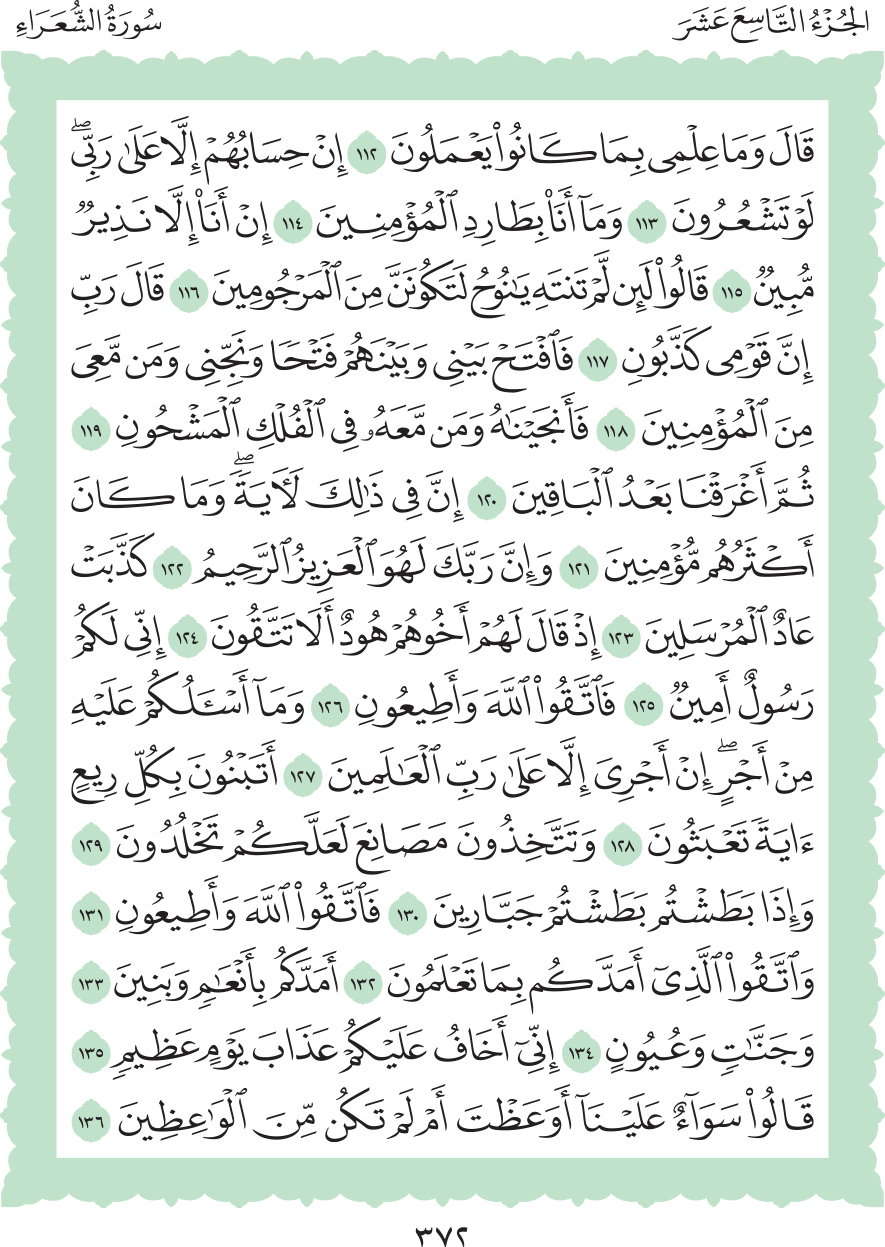 الجُزْءُ التَّاسِعَ عَشَرَ
سُورَةُ الشُّعَرَاءِ
قَالَ وَمَا عِلْمِى بِمَا كَانُوا۟ يَعْمَلُونَ ١١٢ إِنْ حِسَابُهُمْ إِلَّا عَلَىٰ رَبِّىۖ
لَوْ تَشْعُرُونَ ١١٣ وَمَآ أَنَا۠ بِطَارِدِ ٱلْمُؤْمِنِينَ ١١٤ إِنْ أَنَا۠ إِلَّا نَذِيرٌ
مُّبِينٌ ١١٥ قَالُوا۟ لَئِن لَّمْ تَنتَهِ يَـٰنُوحُ لَتَكُونَنَّ مِنَ ٱلْمَرْجُومِينَ ١١٦ قَالَ رَبِّ
إِنَّ قَوْمِى كَذَّبُونِ ١١٧ فَٱفْتَحْ بَيْنِى وَبَيْنَهُمْ فَتْحًا وَنَجِّنِى وَمَن مَّعِىَ
مِنَ ٱلْمُؤْمِنِينَ ١١٨ فَأَنجَيْنَـٰهُ وَمَن مَّعَهُۥ فِى ٱلْفُلْكِ ٱلْمَشْحُونِ ١١٩
ثُمَّ أَغْرَقْنَا بَعْدُ ٱلْبَاقِينَ ١٢٠ إِنَّ فِى ذَٰلِكَ لَـَٔايَةًۖ وَمَا كَانَ
أَكْثَرُهُم مُّؤْمِنِينَ ١٢١ وَإِنَّ رَبَّكَ لَهُوَ ٱلْعَزِيزُ ٱلرَّحِيمُ ١٢٢ كَذَّبَتْ
عَادٌ ٱلْمُرْسَلِينَ ١٢٣ إِذْ قَالَ لَهُمْ أَخُوهُمْ هُودٌ أَلَا تَتَّقُونَ ١٢٤ إِنِّى لَكُمْ
رَسُولٌ أَمِينٌ ١٢٥ فَٱتَّقُوا۟ ٱللَّهَ وَأَطِيعُونِ ١٢٦ وَمَآ أَسْـَٔلُكُمْ عَلَيْهِ
مِنْ أَجْرٍۖ إِنْ أَجْرِىَ إِلَّا عَلَىٰ رَبِّ ٱلْعَـٰلَمِينَ ١٢٧ أَتَبْنُونَ بِكُلِّ رِيعٍ
ءَايَةً تَعْبَثُونَ ١٢٨ وَتَتَّخِذُونَ مَصَانِعَ لَعَلَّكُمْ تَخْلُدُونَ ١٢٩
وَإِذَا بَطَشْتُم بَطَشْتُمْ جَبَّارِينَ ١٣٠ فَٱتَّقُوا۟ ٱللَّهَ وَأَطِيعُونِ ١٣١
وَٱتَّقُوا۟ ٱلَّذِىٓ أَمَدَّكُم بِمَا تَعْلَمُونَ ١٣٢ أَمَدَّكُم بِأَنْعَـٰمٍ وَبَنِينَ ١٣٣
وَجَنَّـٰتٍ وَعُيُونٍ ١٣٤ إِنِّىٓ أَخَافُ عَلَيْكُمْ عَذَابَ يَوْمٍ عَظِيمٍ ١٣٥
قَالُوا۟ سَوَآءٌ عَلَيْنَآ أَوَعَظْتَ أَمْ لَمْ تَكُن مِّنَ ٱلْوَٰعِظِينَ ١٣٦
٣٧٢